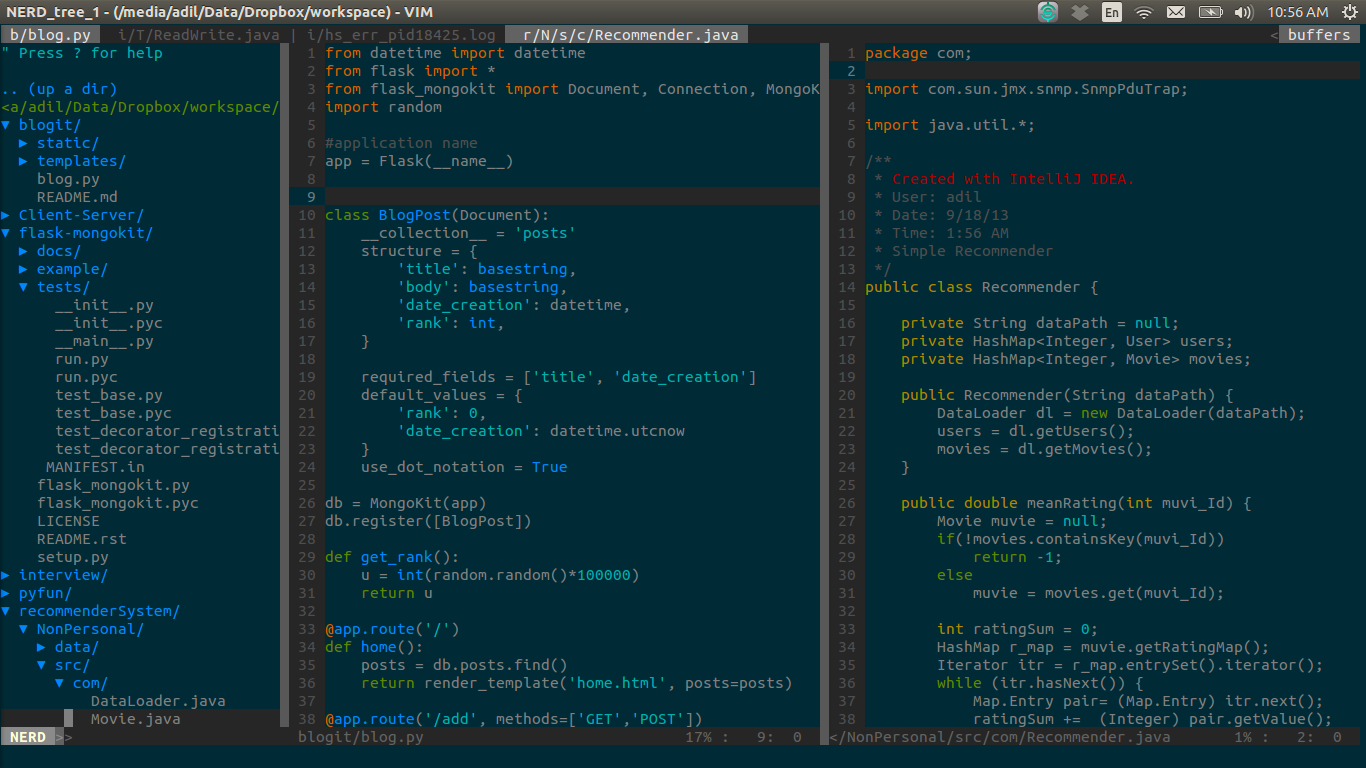 NERD_tree_1 - (/media/adil/Data/Dropbox/workspace) - VIM
En
10:56 AM
b/blog.py i/T/ReadWrite.java | i/hs_err_pid18425.log r/N/s/c/Recommender.java < buffers
" Press ? for help
.. (up a dir)
<a/adil/Data/Dropbox/workspace/
▼ blogit/
▶ static/
▶ templates/
blog.py
README.md
▶ Client-Server/
▼ flask-mongokit/
▶ docs/
▶ example/
▼ tests/
__init__.py
__init__.pyc
__main__.py
run.py
run.pyc
test_base.py
test_base.pyc
test_decorator_registrati
test_decorator_registrati
MANIFEST.in
flask_mongokit.py
flask_mongokit.pyc
LICENSE
README.rst
setup.py
▶ interview/
▶ pyfun/
▼ recommenderSystem/
▼ NonPersonal/
▶ data/
▼ src/
▼ com/
DataLoader.java
Movie.java
NERD >>
1 from datetime import datetime
2 from flask import *
3 from flask_mongokit import Document, Connection, MongoK
4 import random
5
6 #application name
7 app = Flask(__name__)
8
9
10 class BlogPost(Document):
11 __collection__ = 'posts'
12 structure = {
13 'title': basestring,
14 'body': basestring,
15 'date_creation': datetime,
16 'rank': int,
17 }
18
19 required_fields = ['title', 'date_creation']
20 default_values = {
21 'rank': 0,
22 'date_creation': datetime.utcnow
23 }
24 use_dot_notation = True
25
26 db = MongoKit(app)
27 db.register([BlogPost])
28
29 def get_rank():
30 u = int(random.random()*100000)
31 return u
32
33 @app.route('/')
34 def home():
35 posts = db.posts.find()
36 return render_template('home.html', posts=posts)
37
38 @app.route('/add', methods=['GET','POST'])
blogit/blog.py 17% : 9: 0
1 package com;
2
3 import com.sun.jmx.snmp.SnmpPduTrap;
4
5 import java.util.*;
6
7 /**
8 * Created with IntelliJ IDEA.
9 * User: adil
10 * Date: 9/18/13
11 * Time: 1:56 AM
12 * Simple Recommender
13 */
14 public class Recommender {
15
16 private String dataPath = null;
17 private HashMap<Integer, User> users;
18 private HashMap<Integer, Movie> movies;
19
20 public Recommender(String dataPath) {
21 DataLoader dl = new DataLoader(dataPath);
22 users = dl.getUsers();
23 movies = dl.getMovies();
24 }
25
26 public double meanRating(int muvi_Id) {
27 Movie muvie = null;
28 if(!movies.containsKey(muvi_Id))
29 return -1;
30 else
31 muvie = movies.get(muvi_Id);
32
33 int ratingSum = 0;
34 HashMap r_map = muvie.getRatingMap();
35 Iterator itr = r_map.entrySet().iterator();
36 while (itr.hasNext()) {
37 Map.Entry pair= (Map.Entry) itr.next();
38 ratingSum += (Integer) pair.getValue();
</NonPersonal/src/com/Recommender.java 1% : 2: 0